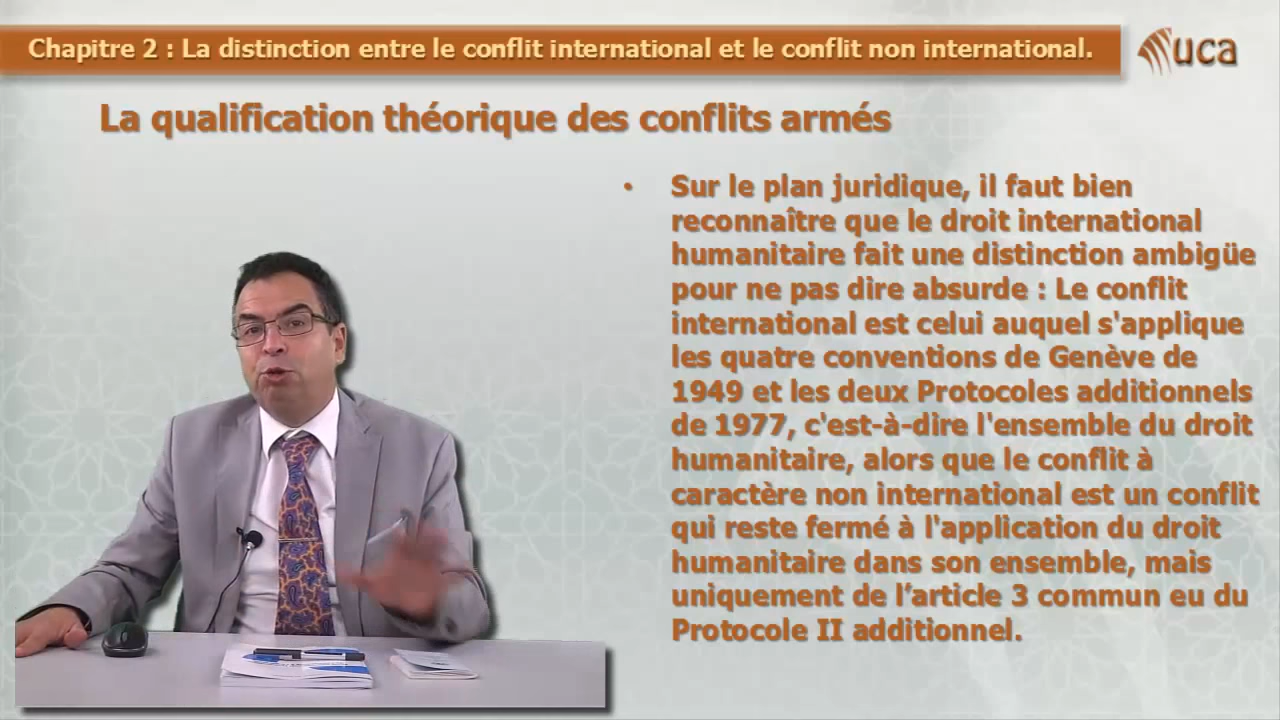 Chapitre 2 : La distinction entre le conflit international et le conflit non international.
uca
La qualification théorique des conflits armés
• Sur le plan juridique, il faut bien
reconnaître que le droit international
humanitaire fait une distinction ambigüe
pour ne pas dire absurde : Le conflit
international est celui auquel s'applique
les quatre conventions de Genève de
1949 et les deux Protocoles additionnels
de 1977, c'est-à-dire l'ensemble du droit
humanitaire, alors que le conflit à
caractère non international est un conflit
qui reste fermé à l'application du droit
humanitaire dans son ensemble, mais
uniquement de l’article 3 commun eu du
Protocole II additionnel.